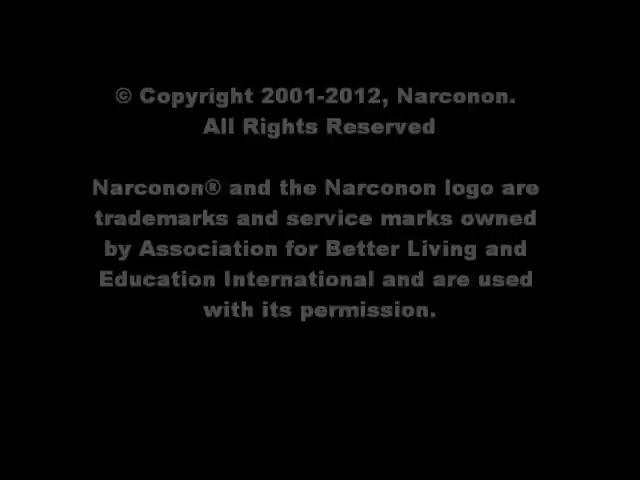 © Copyright 2001-2012, Narconon.
All Rights Reserved
Narconon® and the Narconon logo are
trademarks and service marks owned
by Association for Better Living and
Education International and are used
with its permission.